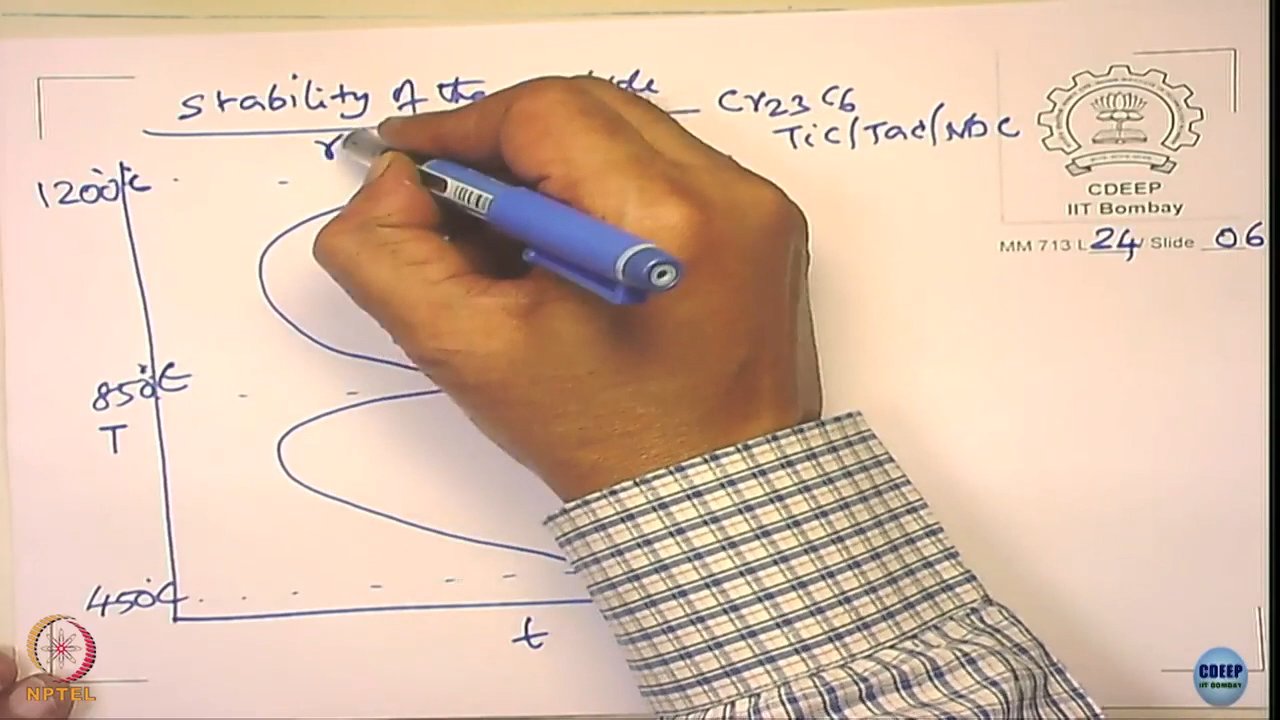 Stability of the
Cr23C6
TiC/TaC/NbC
CDEEP
IIT Bombay
MM 713 L 24 / Slide 06
1200°C
850°C
T
450°C
t
NPTEL
CDEEP
IIT BOMBAY